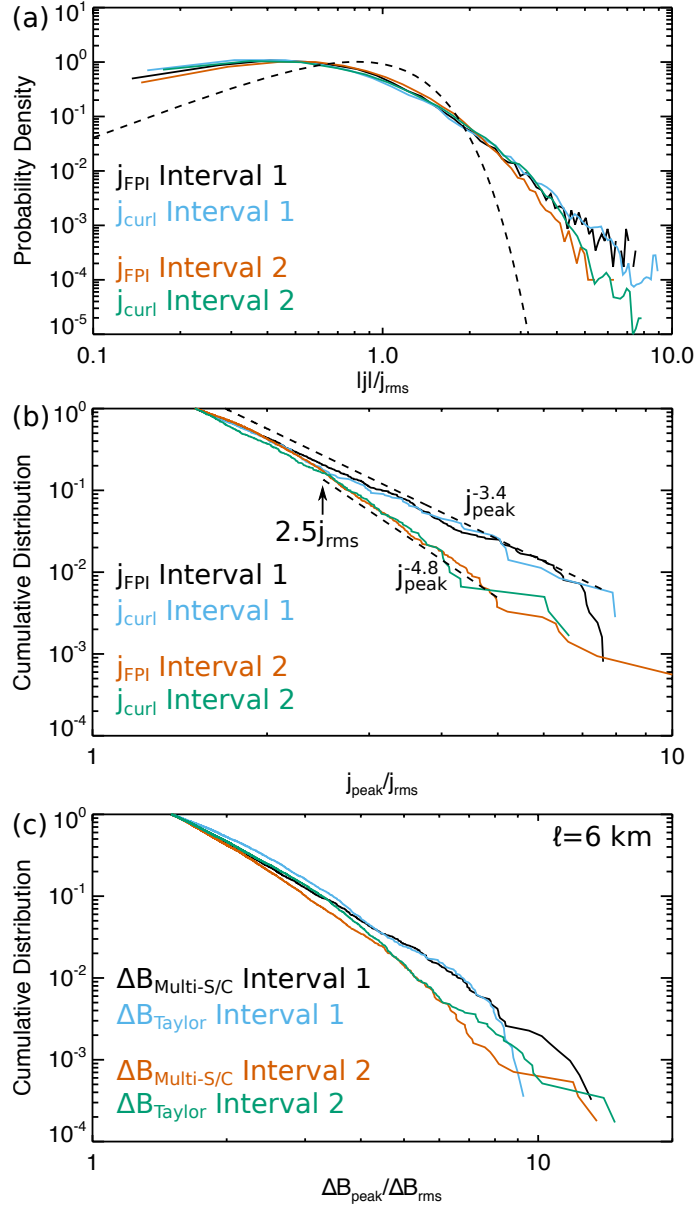 (a)
10^1
10^0
10^-1
10^-2
10^-3
10^-4
10^-5
Probability Density
j_FPI Interval 1
j_curl Interval 1
j_FPI Interval 2
j_curl Interval 2
0.1 1.0 10.0
|j|/j_rms
(b)
10^0
10^-1
10^-2
10^-3
10^-4
Cumulative Distribution
j_peak^-3.4
2.5j_rms
j_peak^-4.8
j_FPI Interval 1
j_curl Interval 1
j_FPI Interval 2
j_curl Interval 2
1 10
j_peak/j_rms
(c)
ℓ=6 km
10^0
10^-1
10^-2
10^-3
10^-4
Cumulative Distribution
ΔB_Multi-S/C Interval 1
ΔB_Taylor Interval 1
ΔB_Multi-S/C Interval 2
ΔB_Taylor Interval 2
1 10
ΔB_peak/ΔB_rms